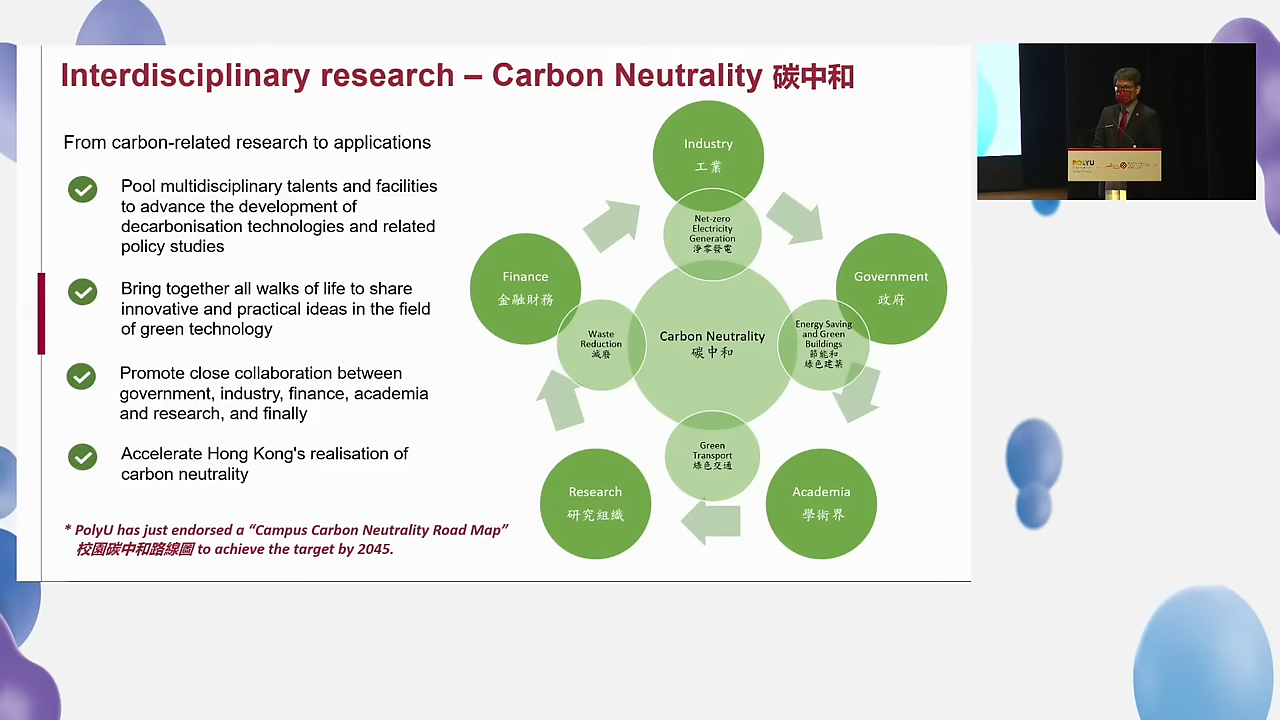 Interdisciplinary research – Carbon Neutrality 碳中和
From carbon-related research to applications
Pool multidisciplinary talents and facilities
to advance the development of
decarbonisation technologies and related
policy studies
Bring together all walks of life to share
innovative and practical ideas in the field
of green technology
Promote close collaboration between
government, industry, finance, academia
and research, and finally
Accelerate Hong Kong's realisation of
carbon neutrality
* PolyU has just endorsed a “Campus Carbon Neutrality Road Map”
校園碳中和路線圖 to achieve the target by 2045.
Industry
工業
Net-zero
Electricity
Generation
淨零發電
Finance
金融財務
Government
政府
Waste
Reduction
減廢
Carbon Neutrality
碳中和
Energy Saving
and Green
Buildings
節能和
綠色建築
Green
Transport
綠色交通
Research
研究組織
Academia
學術界
POLYU